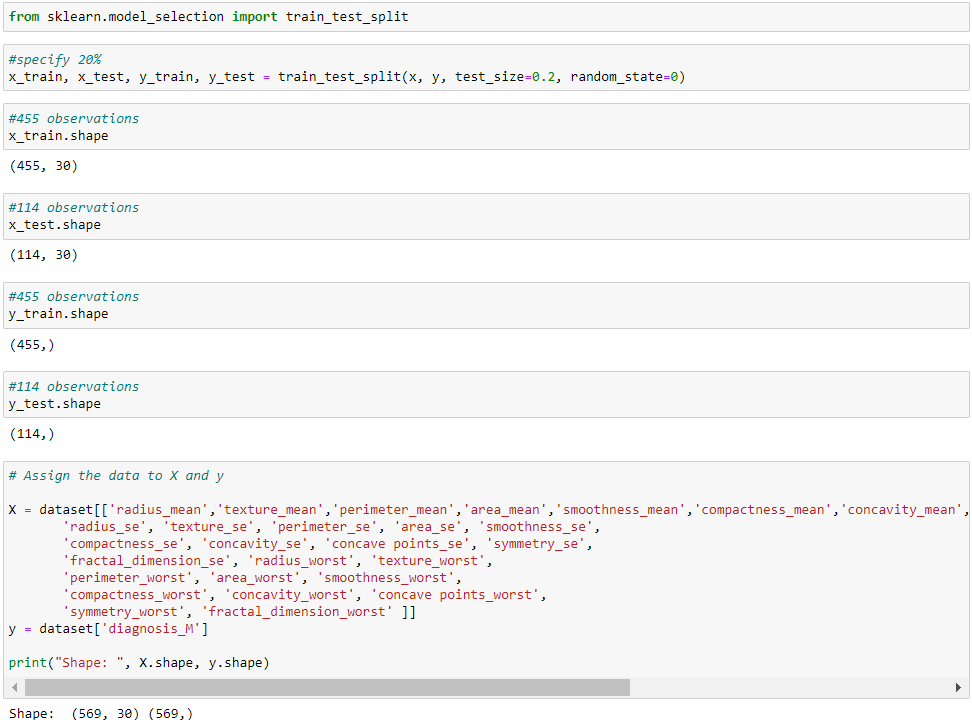 from sklearn.model_selection import train_test_split
#specify 20%
x_train, x_test, y_train, y_test = train_test_split(x, y, test_size=0.2, random_state=0)
#455 observations
x_train.shape
(455, 30)
#114 observations
x_test.shape
(114, 30)
#455 observations
y_train.shape
(455,)
#114 observations
y_test.shape
(114,)
# Assign the data to X and y
X = dataset[['radius_mean','texture_mean','perimeter_mean','area_mean','smoothness_mean','compactness_mean','concavity_mean',
'radius_se', 'texture_se', 'perimeter_se', 'area_se', 'smoothness_se',
'compactness_se', 'concavity_se', 'concave points_se', 'symmetry_se',
'fractal_dimension_se', 'radius_worst', 'texture_worst',
'perimeter_worst', 'area_worst', 'smoothness_worst',
'compactness_worst', 'concavity_worst', 'concave points_worst',
'symmetry_worst', 'fractal_dimension_worst' ]]
y = dataset['diagnosis_M']
print("Shape: ", X.shape, y.shape)
Shape:  (569, 30) (569,)